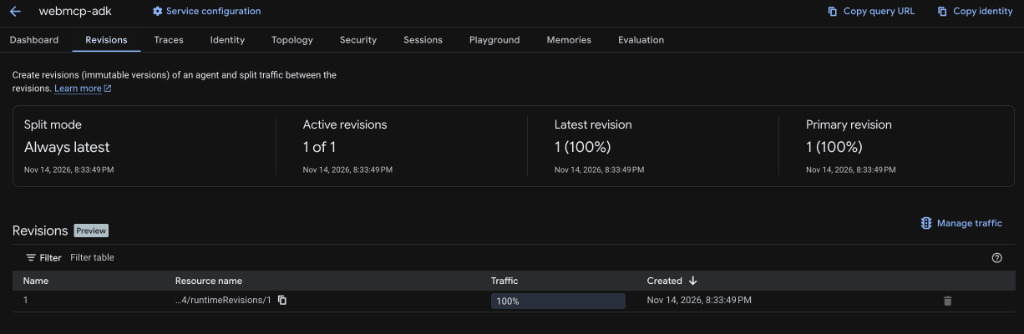 webmcp-adk Service configuration Copy query URL Copy identity
Dashboard Revisions Traces Identity Topology Security Sessions Playground Memories Evaluation
Create revisions (immutable versions) of an agent and split traffic between the
revisions. Learn more
Split mode Active revisions Latest revision Primary revision
Always latest 1 of 1 1 (100%) 1 (100%)
Nov 14, 2026, 8:33:49 PM Nov 14, 2026, 8:33:49 PM Nov 14, 2026, 8:33:49 PM Nov 14, 2026, 8:33:49 PM
Revisions Preview Manage traffic
Filter Filter table
Name Resource name Traffic Created
1 ...4/runtimeRevisions/1 100% Nov 14, 2026, 8:33:49 PM